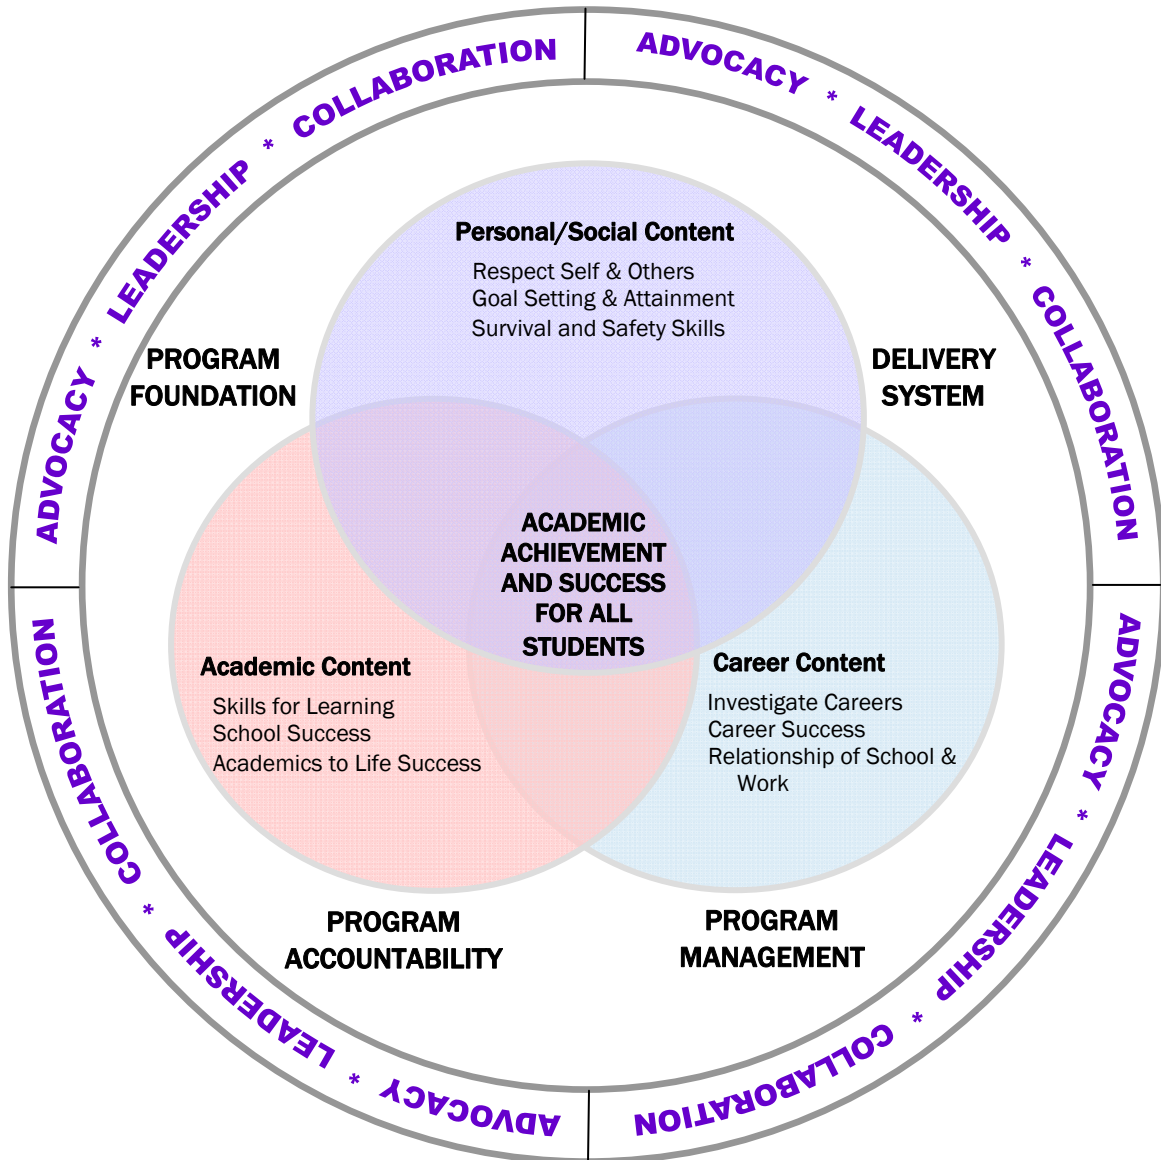 ADVOCACY * LEADERSHIP * COLLABORATION
ADVOCACY * LEADERSHIP * COLLABORATION
ADVOCACY * LEADERSHIP * COLLABORATION
ADVOCACY * LEADERSHIP * COLLABORATION
Personal/Social Content
Respect Self & Others
Goal Setting & Attainment
Survival and Safety Skills
PROGRAM
FOUNDATION
DELIVERY
SYSTEM
ACADEMIC
ACHIEVEMENT
AND SUCCESS
FOR ALL
STUDENTS
Academic Content
Skills for Learning
School Success
Academics to Life Success
Career Content
Investigate Careers
Career Success
Relationship of School &
Work
PROGRAM
ACCOUNTABILITY
PROGRAM
MANAGEMENT